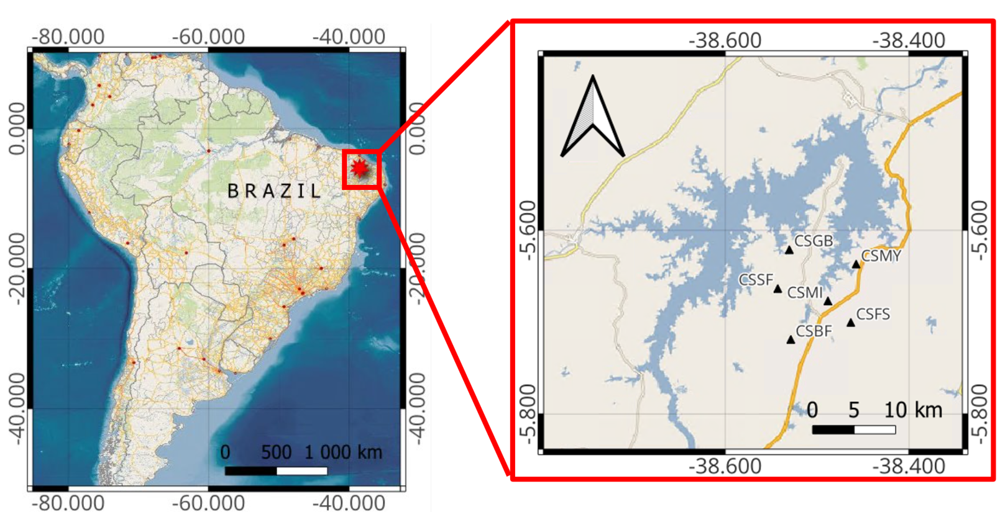 -80.000 -60.000 -40.000
0.000
-20.000
-40.000
0.000
-20.000
-40.000
BRAZIL
0 500 1 000 km
-80.000 -60.000 -40.000
-38.600 -38.400
-5.600
-5.800
-5.600
-5.800
CSGB
CSMY
CSSF
CSMI
CSFS
CSBF
0 5 10 km
-38.600 -38.400